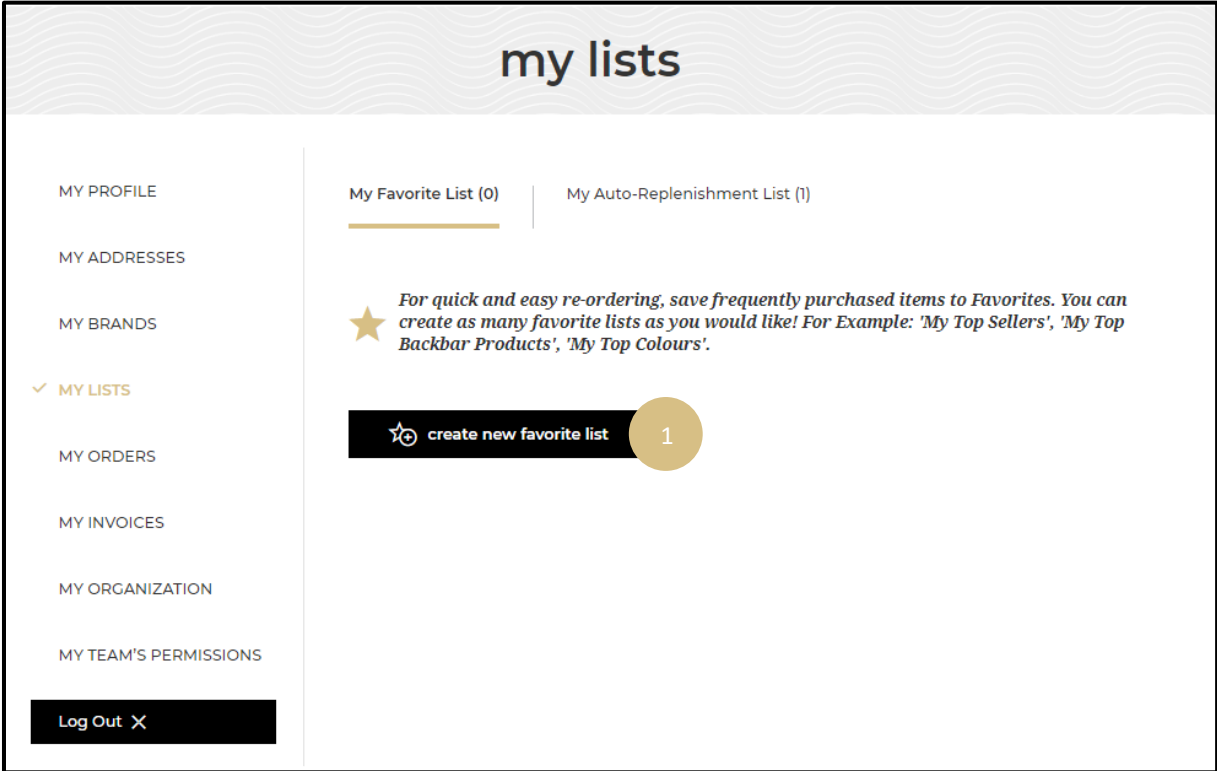 my lists
MY PROFILE
MY ADDRESSES
MY BRANDS
MY LISTS
MY ORDERS
MY INVOICES
MY ORGANIZATION
MY TEAM'S PERMISSIONS
Log Out
My Favorite List (0)
My Auto-Replenishment List (1)
For quick and easy re-ordering, save frequently purchased items to Favorites. You can
create as many favorite lists as you would like! For Example: 'My Top Sellers', 'My Top
Backbar Products', 'My Top Colours'.
create new favorite list
1